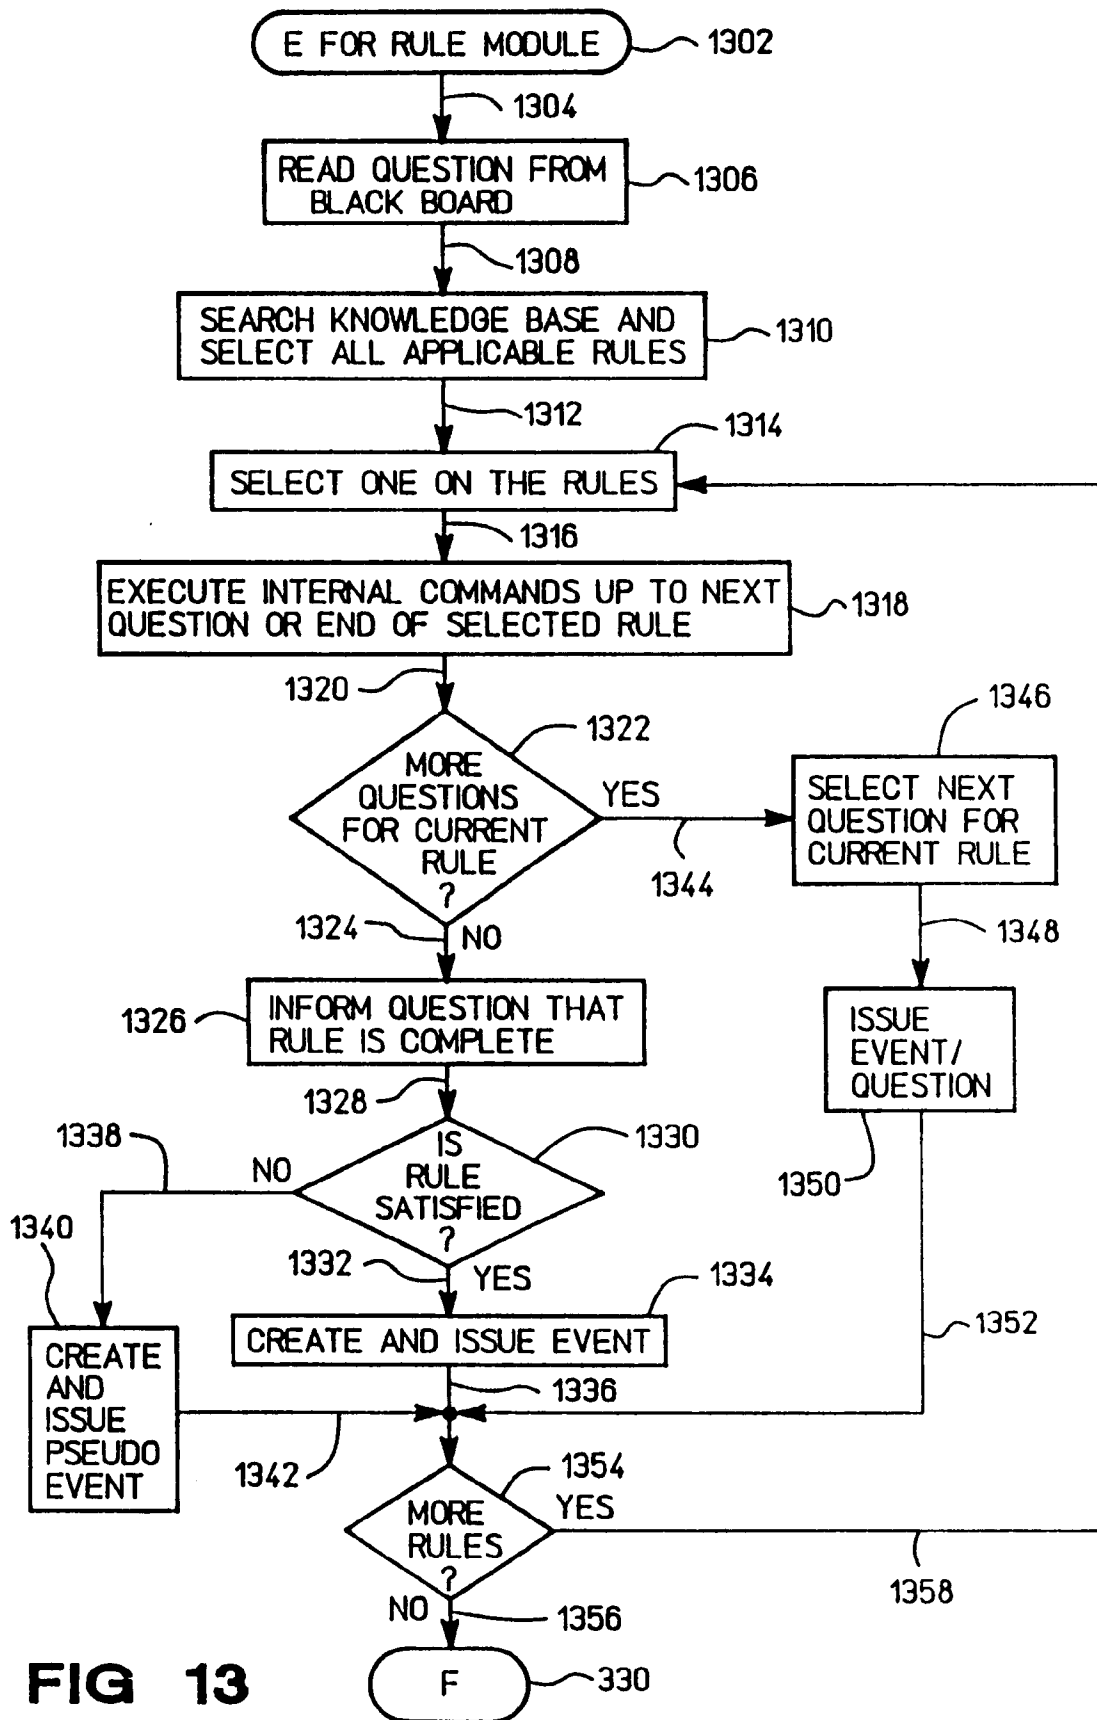 E FOR RULE MODULE
1302
1304
READ QUESTION FROM
BLACK BOARD
1306
1308
SEARCH KNOWLEDGE BASE AND
SELECT ALL APPLICABLE RULES
1310
1312
1314
SELECT ONE ON THE RULES
1316
EXECUTE INTERNAL COMMANDS UP TO NEXT
QUESTION OR END OF SELECTED RULE
1318
1320
1322
MORE
QUESTIONS
FOR CURRENT
RULE
?
YES
1344
1346
SELECT NEXT
QUESTION FOR
CURRENT RULE
1324
NO
1348
1326
INFORM QUESTION THAT
RULE IS COMPLETE
ISSUE
EVENT/
QUESTION
1350
1328
1330
IS
RULE
SATISFIED
?
NO
1338
1340
1332
YES
1334
CREATE AND ISSUE EVENT
1352
CREATE
AND
ISSUE
PSEUDO
EVENT
1336
1342
1354
MORE
RULES
?
YES
1358
NO
1356
F
330
FIG 13